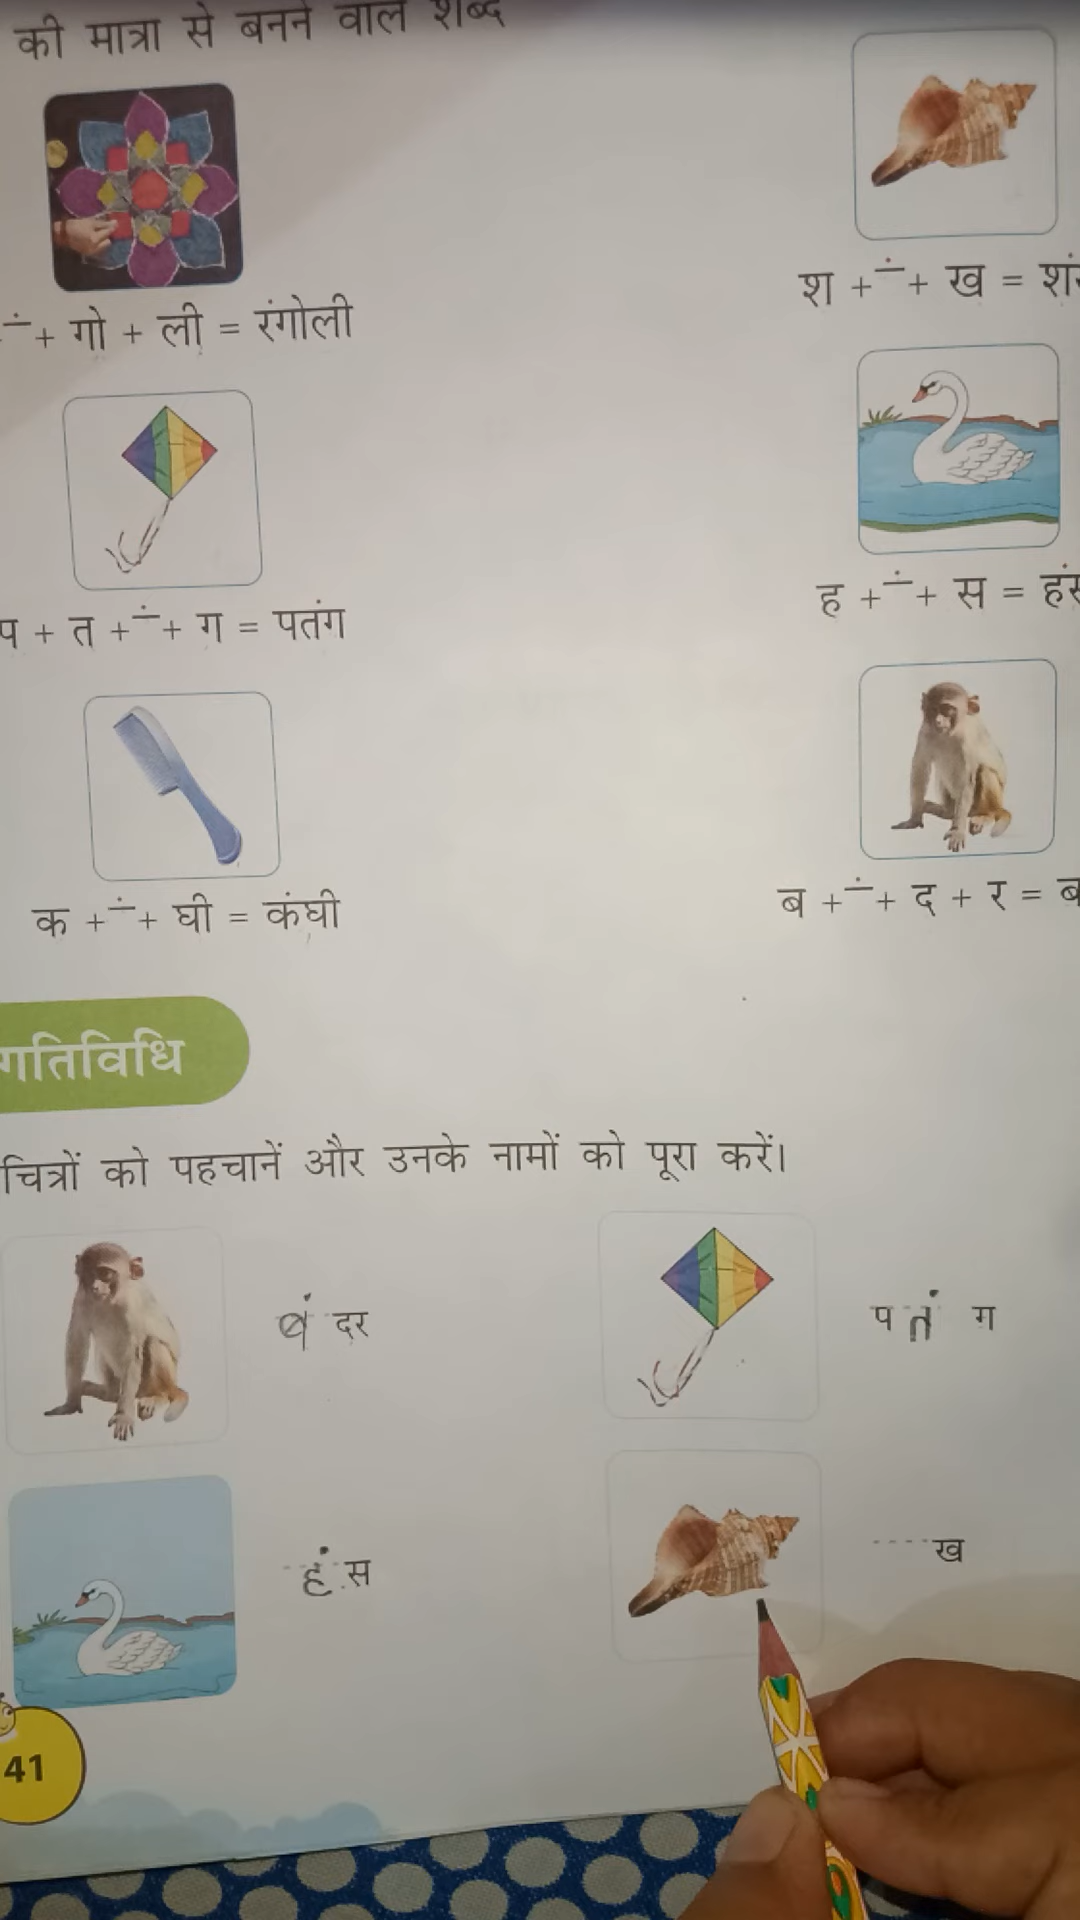 की मात्रा से बनने वाले शब्द
+ गो + ली = रंगोली
श + ं + ख =
प + त + ं + ग = पतंग
ह + ं + स =
क + ं + घी = कंघी
ब + ं + द + र =
गतिविधि
चित्रों को पहचानें और उनके नामों को पूरा करें।
बं दर
प तं ग
हं स
ख
41